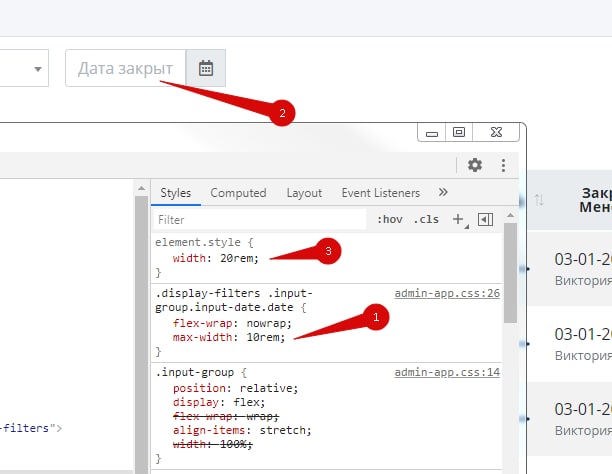 Дата закрыт
2
Styles Computed Layout Event Listeners
Filter :hov .cls
element.style {
width: 20rem;
3
}
.display-filters .input-
group.input-date.date {
admin-app.css:26
flex-wrap: nowrap;
max-width: 10rem;
1
}
.input-group {
admin-app.css:14
position: relative;
display: flex;
flex-wrap: wrap;
align-items: stretch;
width: 100%;
}
-filters">
Закр
Мене
03-01-20
Виктория
03-01-20
Виктория
03-01-20
Виктория